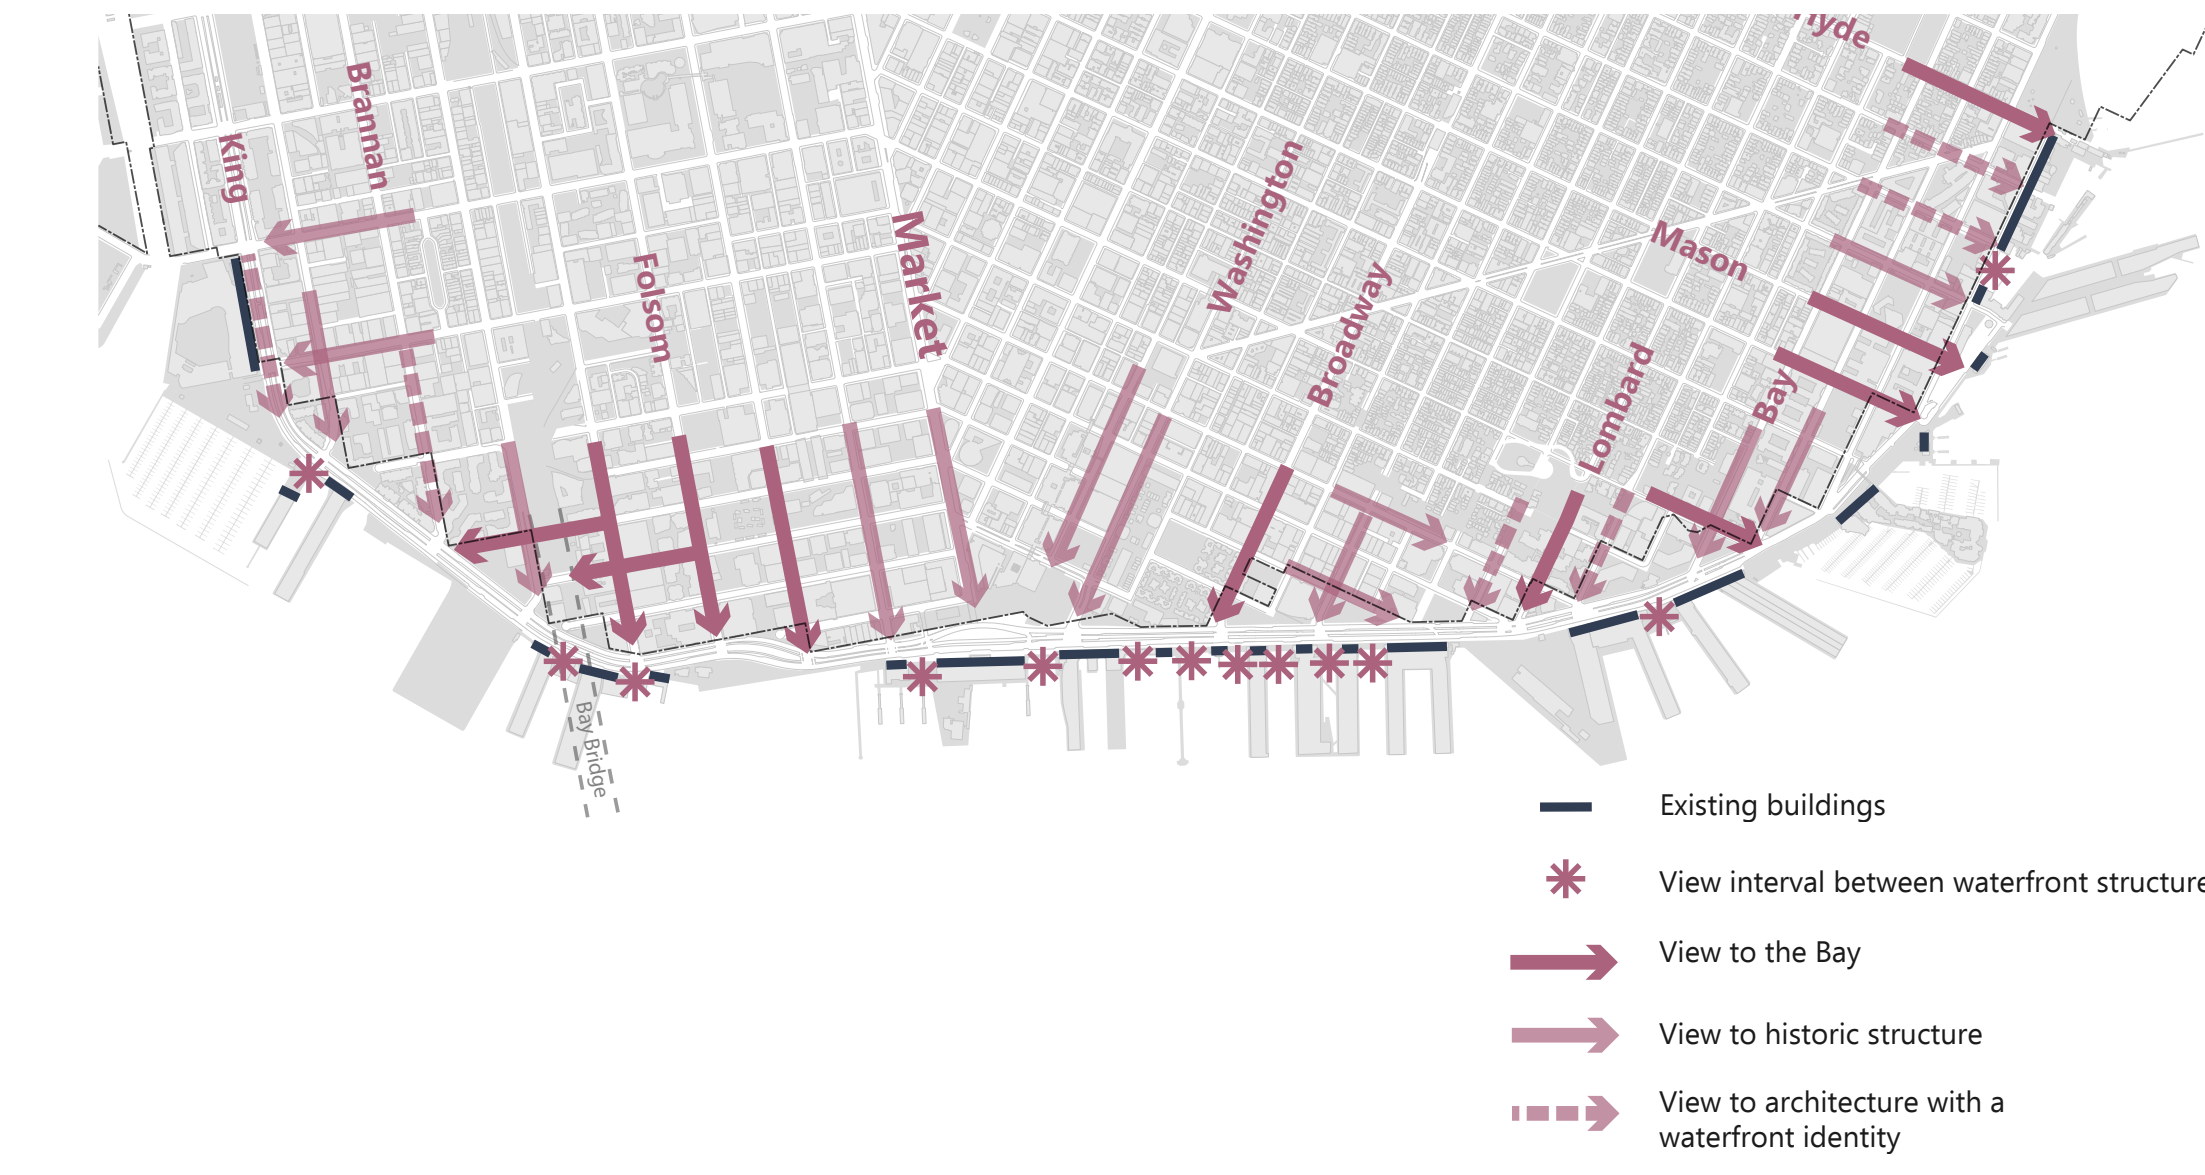 Hyde
Brannan
King
Washington
Market
Mason
Folsom
Broadway
Lombard
Bay
Bay Bridge
Existing buildings
View interval between waterfront structure
View to the Bay
View to historic structure
View to architecture with a
waterfront identity